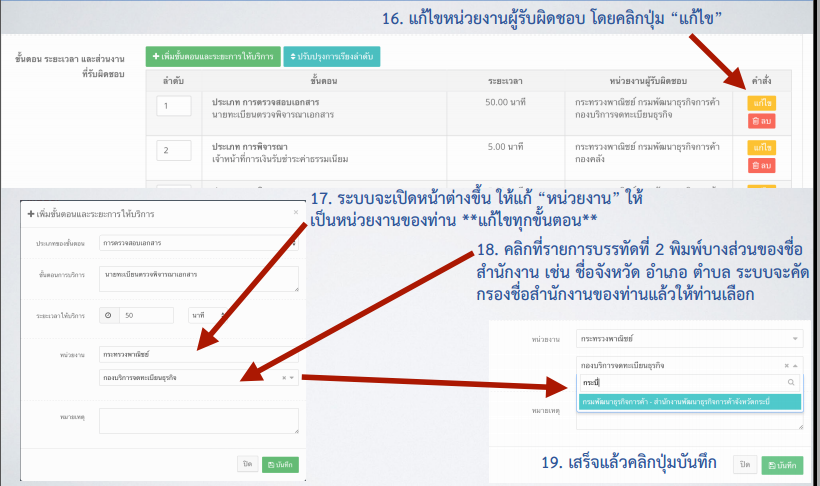 16. แก้ไขหน่วยงานผู้รับผิดชอบ โดยคลิกปุ่ม “แก้ไข”
ขั้นตอน ระยะเวลา และส่วนงาน
ที่รับผิดชอบ
+ เพิ่มขั้นตอนและระยะการให้บริการ
ปรับปรุงการเรียงลำดับ
ลำดับ ขั้นตอน ระยะเวลา หน่วยงานผู้รับผิดชอบ คำสั่ง
1 ประเภท การตรวจสอบเอกสาร 50.00 นาที กระทรวงพาณิชย์ กรมพัฒนาธุรกิจการค้า แก้ไข
นายทะเบียนตรวจพิจารณาเอกสาร กองบริการจดทะเบียนธุรกิจ ลบ
2 ประเภท การพิจารณา 5.00 นาที กระทรวงพาณิชย์ กรมพัฒนาธุรกิจการค้า แก้ไข
เจ้าหน้าที่การเงินรับชำระค่าธรรมเนียม กองคลัง ลบ
17. ระบบจะเปิดหน้าต่างขึ้น ให้แก้ “หน่วยงาน” ให้
เป็นหน่วยงานของท่าน **แก้ไขทุกขั้นตอน**
+ เพิ่มขั้นตอนและระยะการให้บริการ ×
ประเภทของขั้นตอน การตรวจสอบเอกสาร
ขั้นตอนการบริการ นายทะเบียนตรวจพิจารณาเอกสาร
ระยะเวลาให้บริการ 50 นาที
หน่วยงาน กระทรวงพาณิชย์
กองบริการจดทะเบียนธุรกิจ ×
หมายเหตุ
ปิด บันทึก
18. คลิกที่รายการบรรทัดที่ 2 พิมพ์บางส่วนของชื่อ
สำนักงาน เช่น ชื่อจังหวัด อำเภอ ตำบล ระบบจะคัด
กรองชื่อสำนักงานของท่านแล้วให้ท่านเลือก
หน่วยงาน กระทรวงพาณิชย์
กองบริการจดทะเบียนธุรกิจ ×
กระบี่
กรมพัฒนาธุรกิจการค้า - สำนักงานพัฒนาธุรกิจการค้าจังหวัดกระบี่
หมายเหตุ
19. เสร็จแล้วคลิกปุ่มบันทึก
ปิด บันทึก